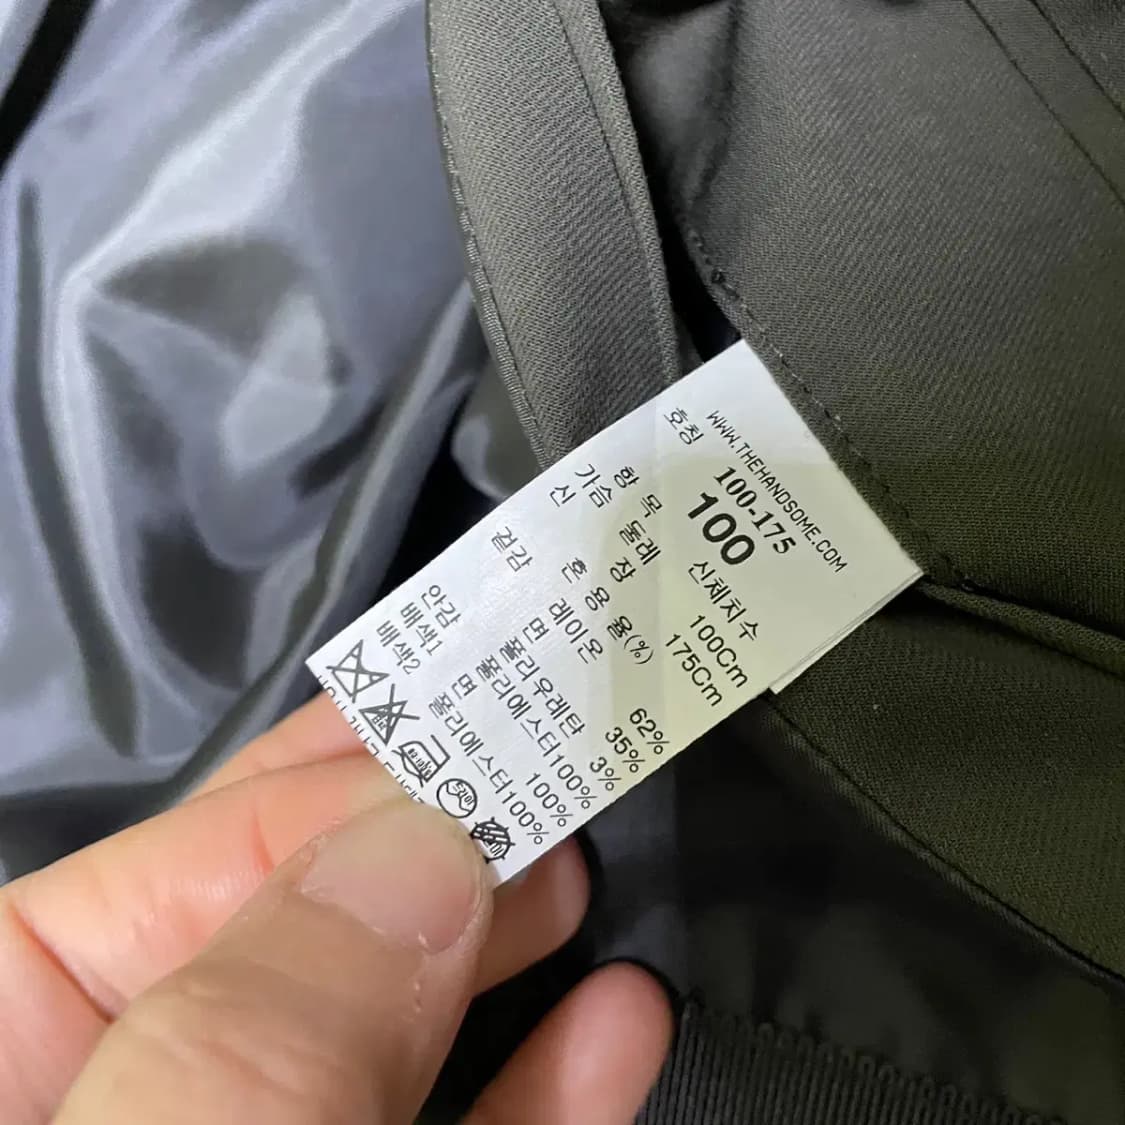 WWW.THEHANDSOME.COM
호칭 100-175
100
항 목 신체치수
가슴 둘레 100Cm
신 장 175Cm
혼 용 율(%)
겉감 레이온 62%
면 35%
폴리우레탄 3%
안감 폴리에스터100%
배색1 면 100%
배색2 폴리에스터100%